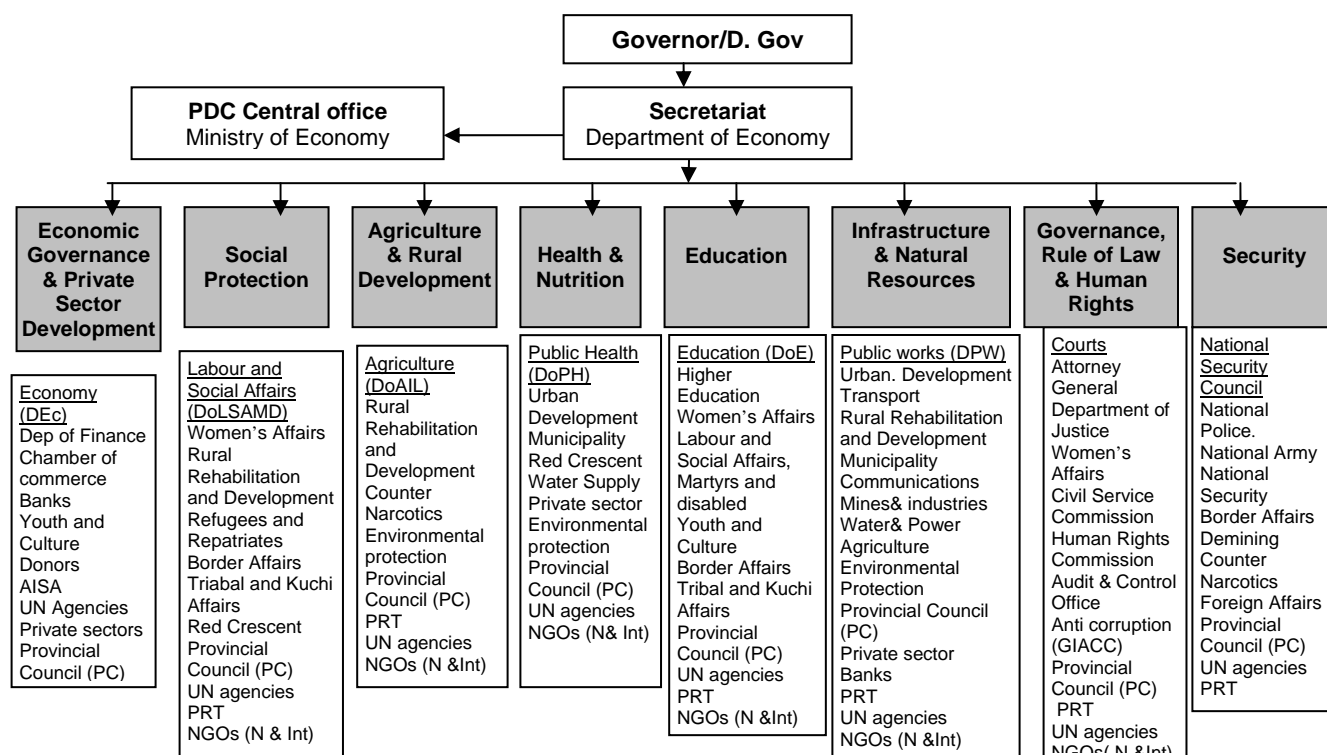 Governor/D. Gov
PDC Central office
Ministry of Economy
Secretariat
Department of Economy
Economic
Governance
& Private
Sector
Development
Social
Protection
Agriculture
& Rural
Development
Health &
Nutrition
Education
Infrastructure
& Natural
Resources
Governance,
Rule of Law
& Human
Rights
Security
Economy
(DEc)
Dep of Finance
Chamber of
commerce
Banks
Youth and
Culture
Donors
AISA
UN Agencies
Private sectors
Provincial
Council (PC)
Labour and
Social Affairs
(DoLSAMD)
Women's Affairs
Rural
Rehabilitation
and Development
Refugees and
Repatriates
Border Affairs
Triabal and Kuchi
Affairs
Red Crescent
Provincial
Council (PC)
UN agencies
PRT
NGOs (N & Int)
Agriculture
(DoAIL)
Rural
Rehabilitation
and
Development
Counter
Narcotics
Environmental
protection
Provincial
Council (PC)
PRT
UN agencies
NGOs (N &Int)
Public Health
(DoPH)
Urban
Development
Municipality
Red Crescent
Water Supply
Private sector
Environmental
protection
Provincial
Council (PC)
UN agencies
NGOs (N& Int)
Education (DoE)
Higher
Education
Women's Affairs
Labour and
Social Affairs,
Martyrs and
disabled
Youth and
Culture
Border Affairs
Tribal and Kuchi
Affairs
Provincial
Council (PC)
UN agencies
PRT
NGOs (N &Int)
Public works (DPW)
Urban. Development
Transport
Rural Rehabilitation
and Development
Municipality
Communications
Mines& industries
Water& Power
Agriculture
Environmental
Protection
Provincial Council
(PC)
Private sector
Banks
PRT
UN agencies
NGOs (N &Int)
Courts
Attorney
General
Department of
Justice
Women's
Affairs
Civil Service
Commission
Human Rights
Commission
Audit & Control
Office
Anti corruption
(GIACC)
Provincial
Council (PC)
PRT
UN agencies
NGOs( N &Int)
National
Security
Council
National
Police.
National Army
National
Security
Border Affairs
Demining
Counter
Narcotics
Foreign Affairs
Provincial
Council (PC)
UN agencies
PRT